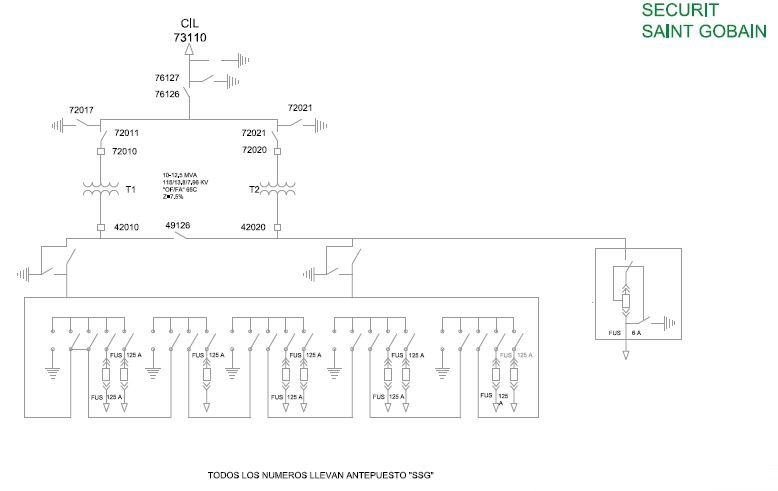 SECURIT
SAINT GOBAIN
CIL
73110
76127
76126
72017
72021
72011
72021
72010
72020
T1
10-12,5 MVA
115/13,8/7,96 KV
"OF/FA" 65C
Z=7.5%
T2
42010
49126
42020
FUS 6 A
FUS 125 A
FUS 125 A
FUS 125 A
FUS 125 A
FUS 125 A
FUS 125 A
FUS 125 A
FUS 125 A
FUS 125 A
TODOS LOS NUMEROS LLEVAN ANTEPUESTO "SSG"